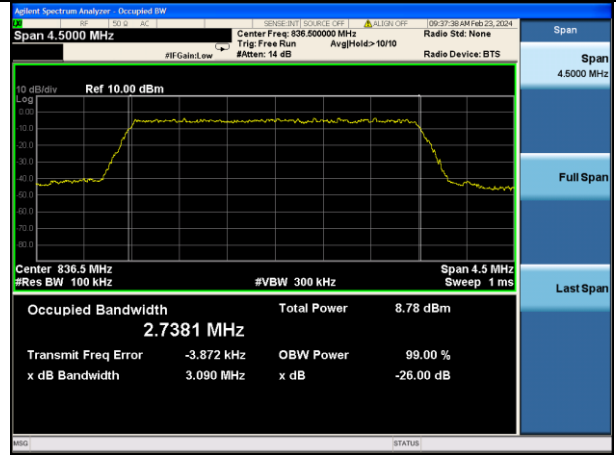 Agilent Spectrum Analyzer - Occupied BW
RF 50 Ω AC SENSE:INT SOURCE OFF ALIGN OFF 09:37:38 AM Feb 23, 2024
Span 4.5000 MHz
Center Freq: 836.500000 MHz
Radio Std: None
Trig: Free Run Avg|Hold:> 10/10
#IFGain:Low #Atten: 14 dB Radio Device: BTS
10 dB/div Ref 10.00 dBm
Log
0.00
-10.0
-20.0
-30.0
-40.0
-50.0
-60.0
-70.0
-80.0
Center 836.5 MHz Span 4.5 MHz
#Res BW 100 kHz #VBW 300 kHz Sweep 1 ms
Occupied Bandwidth Total Power 8.78 dBm
2.7381 MHz
Transmit Freq Error -3.872 kHz OBW Power 99.00 %
x dB Bandwidth 3.090 MHz x dB -26.00 dB
MSG STATUS
Span
Span
4.5000 MHz
Full Span
Last Span